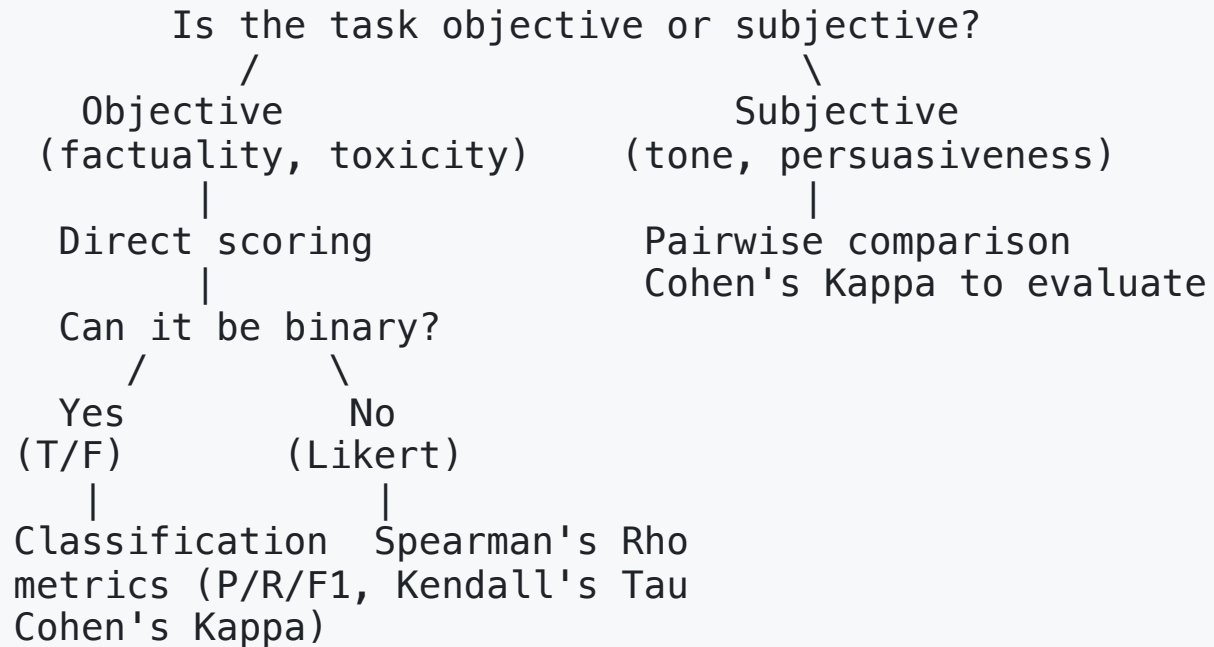 Is the task objective or subjective?
/ \
Objective Subjective
(factuality, toxicity) (tone, persuasiveness)
| |
Direct scoring Pairwise comparison
| Cohen's Kappa to evaluate
Can it be binary?
/ \
Yes No
(T/F) (Likert)
| |
Classification Spearman's Rho
metrics (P/R/F1, Kendall's Tau
Cohen's Kappa)